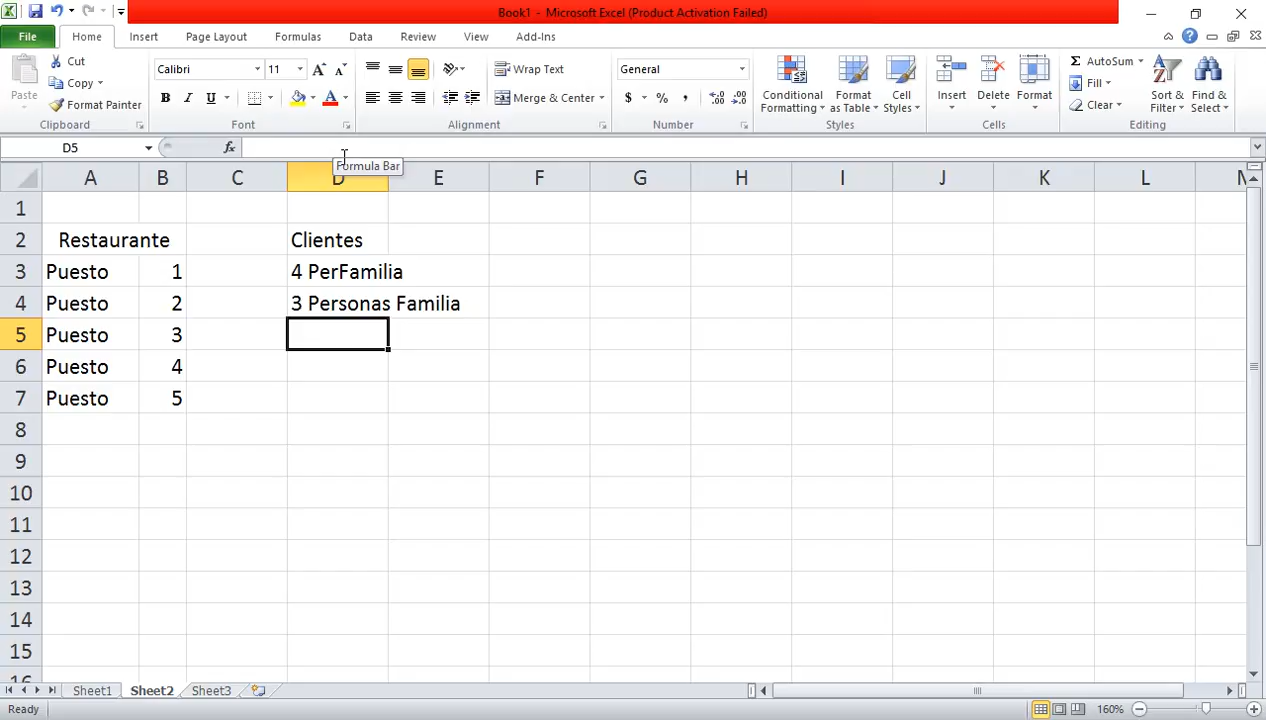 Book1 - Microsoft Excel (Product Activation Failed)
File Home Insert Page Layout Formulas Data Review View Add-Ins
Paste Cut Copy Format Painter Clipboard
Calibri 11 A A B I U A Font
Wrap Text Merge & Center Alignment
General $ % , .00 .0 Number
Conditional Formatting Format as Table Cell Styles Styles
Insert Delete Format Cells
Σ AutoSum Fill Clear Sort & Filter Find & Select Editing
D5 fx
Formula Bar
A B C D E F G H I J K L
1
2 Restaurante Clientes
3 Puesto 1 4 PerFamilia
4 Puesto 2 3 Personas Familia
5 Puesto 3
6 Puesto 4
7 Puesto 5
8
9
10
11
12
13
14
15
Sheet1 Sheet2 Sheet3
Ready 160%